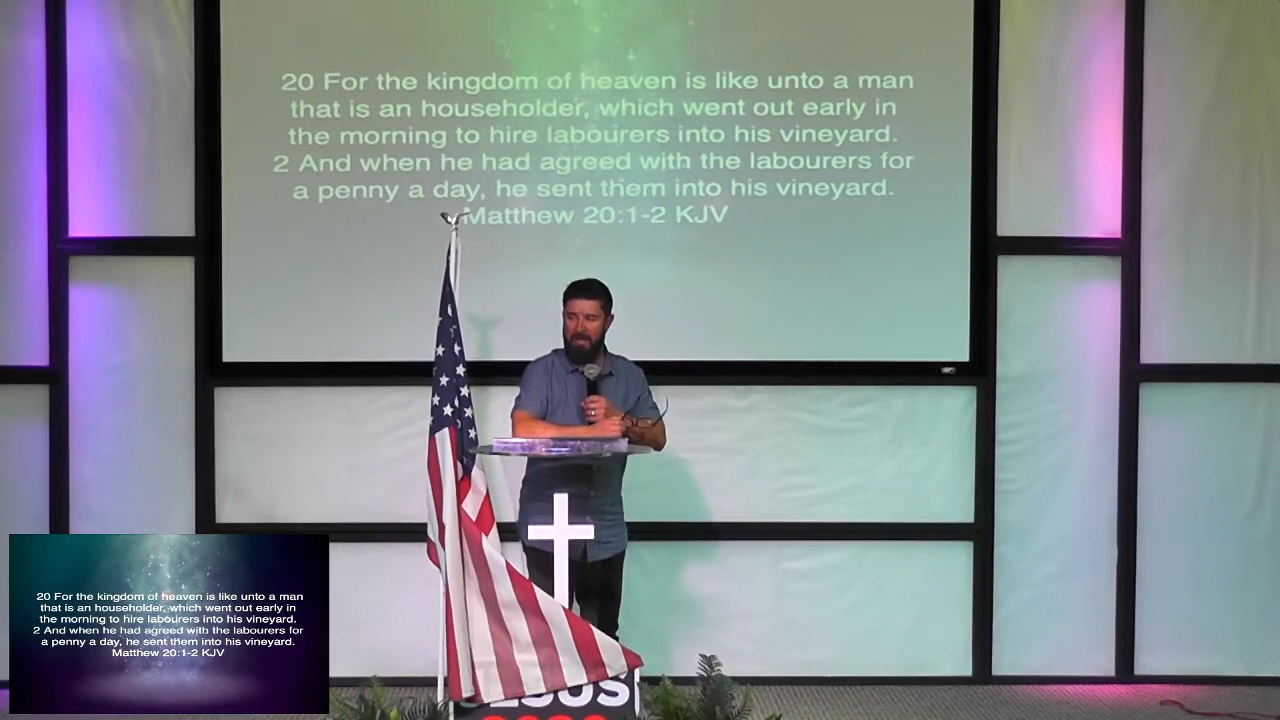 20 For the kingdom of heaven is like unto a man
that is an householder, which went out early in
the morning to hire labourers into his vineyard.
2 And when he had agreed with the labourers for
a penny a day, he sent them into his vineyard.
Matthew 20:1-2 KJV
20 For the kingdom of heaven is like unto a man
that is an householder, which went out early in
the morning to hire labourers into his vineyard.
2 And when he had agreed with the labourers for
a penny a day, he sent them into his vineyard.
Matthew 20:1-2 KJV